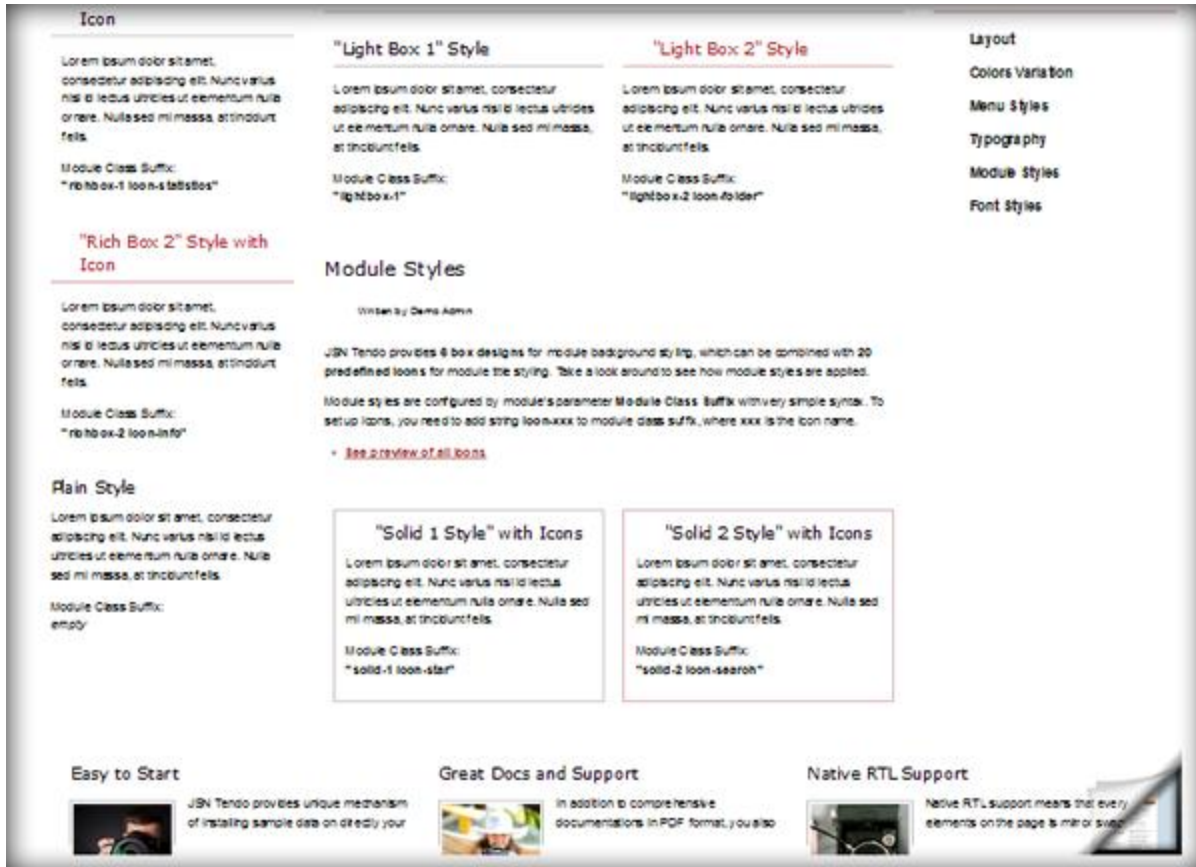 Icon
Lorem ipsum dolor sit amet,
consectetur adipiscing elit. Nunc varius
nisl id lectus ultricies ut elementum nulla
ornare. Nulla sed mi massa, at tincidunt
felis.
Module Class Suffix:
"richbox-1 icon-statistics"
"Rich Box 2" Style with
Icon
Lorem ipsum dolor sit amet,
consectetur adipiscing elit. Nunc varius
nisl id lectus ultricies ut elementum nulla
ornare. Nulla sed mi massa, at tincidunt
felis.
Module Class Suffix:
"richbox-2 icon-info"
Plain Style
Lorem ipsum dolor sit amet, consectetur
adipiscing elit. Nunc varius nisl id lectus
ultricies ut elementum nulla ornare. Nulla
sed mi massa, at tincidunt felis.
Module Class Suffix:
empty
"Light Box 1" Style
Lorem ipsum dolor sit amet, consectetur
adipiscing elit. Nunc varius nisl id lectus ultricies
ut elementum nulla ornare. Nulla sed mi massa,
at tincidunt felis.
Module Class Suffix:
"lightbox-1"
"Light Box 2" Style
Lorem ipsum dolor sit amet, consectetur
adipiscing elit. Nunc varius nisl id lectus ultricies
ut elementum nulla ornare. Nulla sed mi massa,
at tincidunt felis.
Module Class Suffix:
"lightbox-2 icon-folder"
Module Styles
Written by Demo Admin
JSN Tendo provides 6 box designs for module background styling, which can be combined with 20
predefined icons for module title styling. Take a look around to see how module styles are applied.
Module styles are configured by module's parameter Module Class Suffix with very simple syntax. To
setup icons, you need to add string icon-xxx to module class suffix, where xxx is the icon name.
See preview of all icons
"Solid 1 Style" with Icons
Lorem ipsum dolor sit amet, consectetur
adipiscing elit. Nunc varius nisl id lectus
ultricies ut elementum nulla ornare. Nulla sed
mi massa, at tincidunt felis.
Module Class Suffix:
"solid-1 icon-star"
"Solid 2 Style" with Icons
Lorem ipsum dolor sit amet, consectetur
adipiscing elit. Nunc varius nisl id lectus
ultricies ut elementum nulla ornare. Nulla sed
mi massa, at tincidunt felis.
Module Class Suffix:
"solid-2 icon-search"
Layout
Colors Variation
Menu Styles
Typography
Module Styles
Font Styles
Easy to Start
JSN Tendo provides unique mechanism
of installing sample data on directly your
Great Docs and Support
In addition to comprehensive
documentations in PDF format, you also
Native RTL Support
Native RTL support means that every
elements on the page is mirror